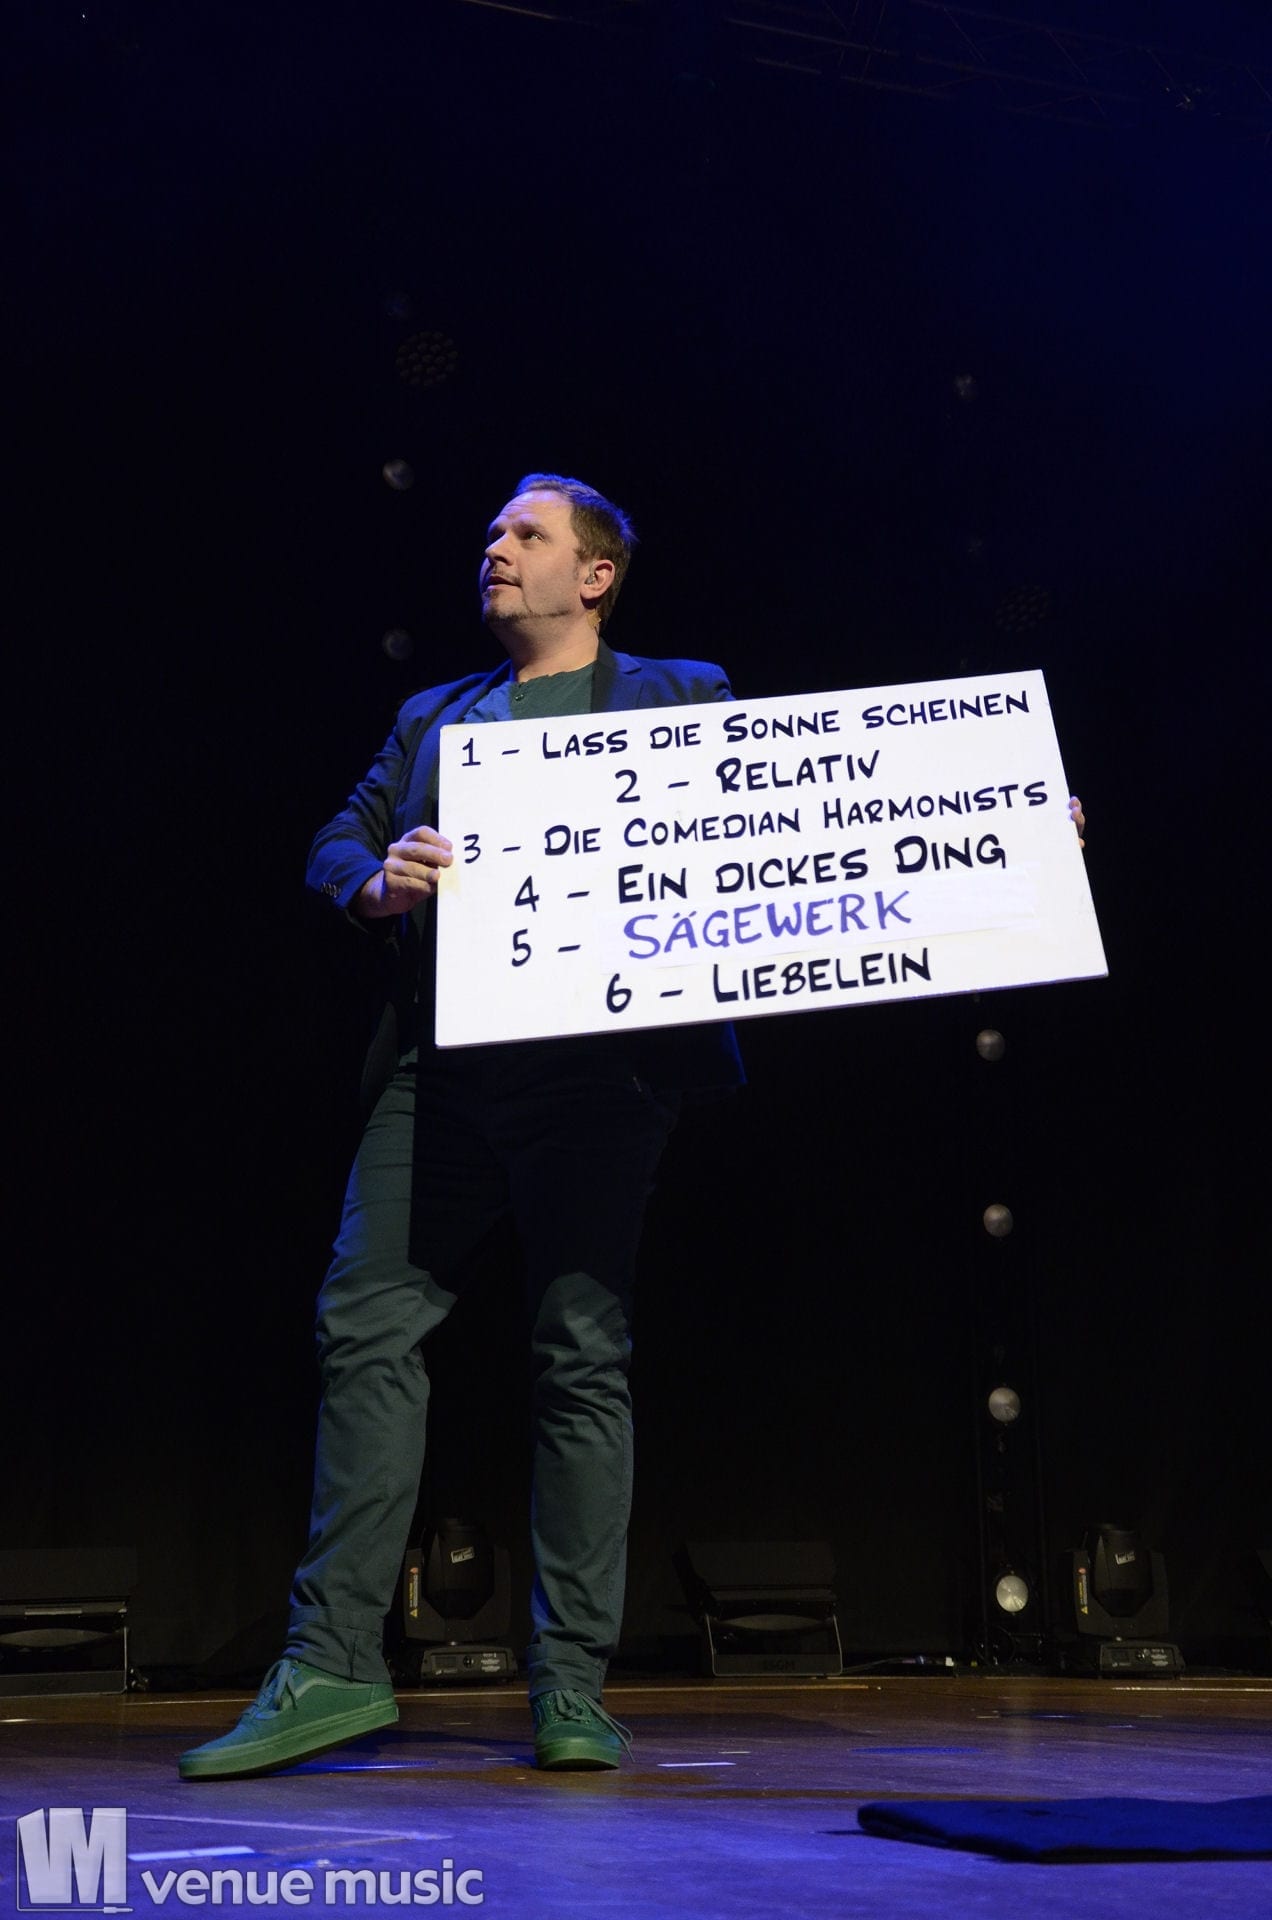 1 - LASS DIE SONNE SCHEINEN
2 - RELATIV
3 - DIE COMEDIAN HARMONISTS
4 - EIN DICKES DING
5 - SÄGEWERK
6 - LIEBELEIN
VM venue music